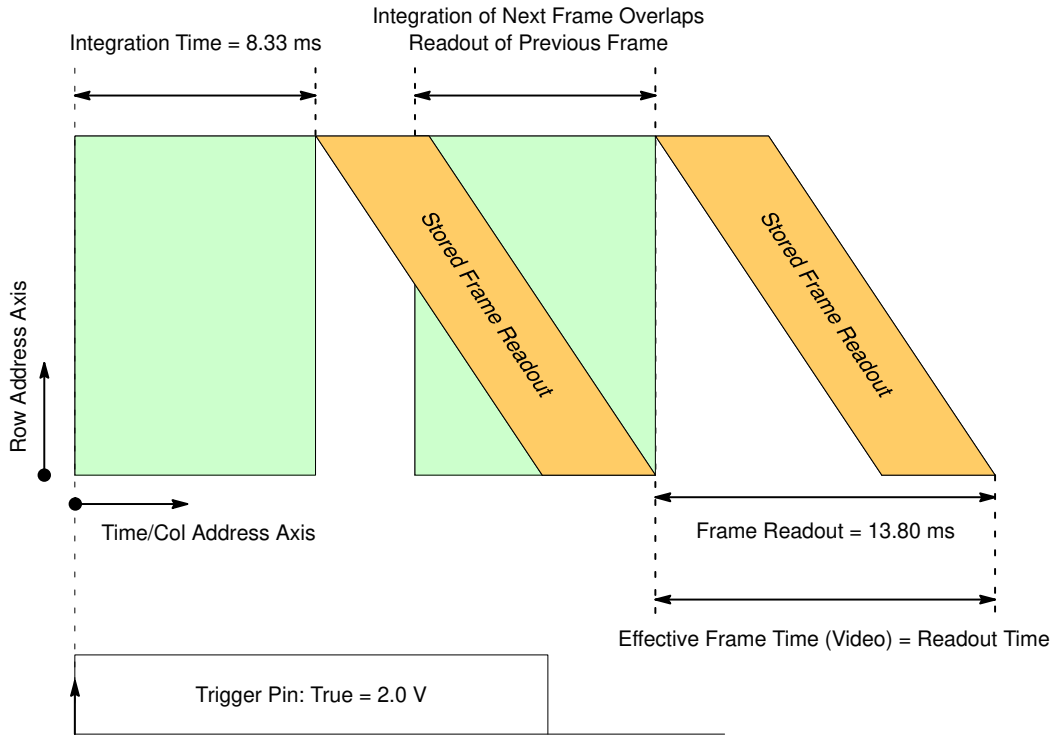 Integration of Next Frame Overlaps
Integration Time = 8.33 ms
Readout of Previous Frame
Stored Frame Readout
Stored Frame Readout
Row Address Axis
Time/Col Address Axis
Frame Readout = 13.80 ms
Effective Frame Time (Video) = Readout Time
Trigger Pin: True = 2.0 V